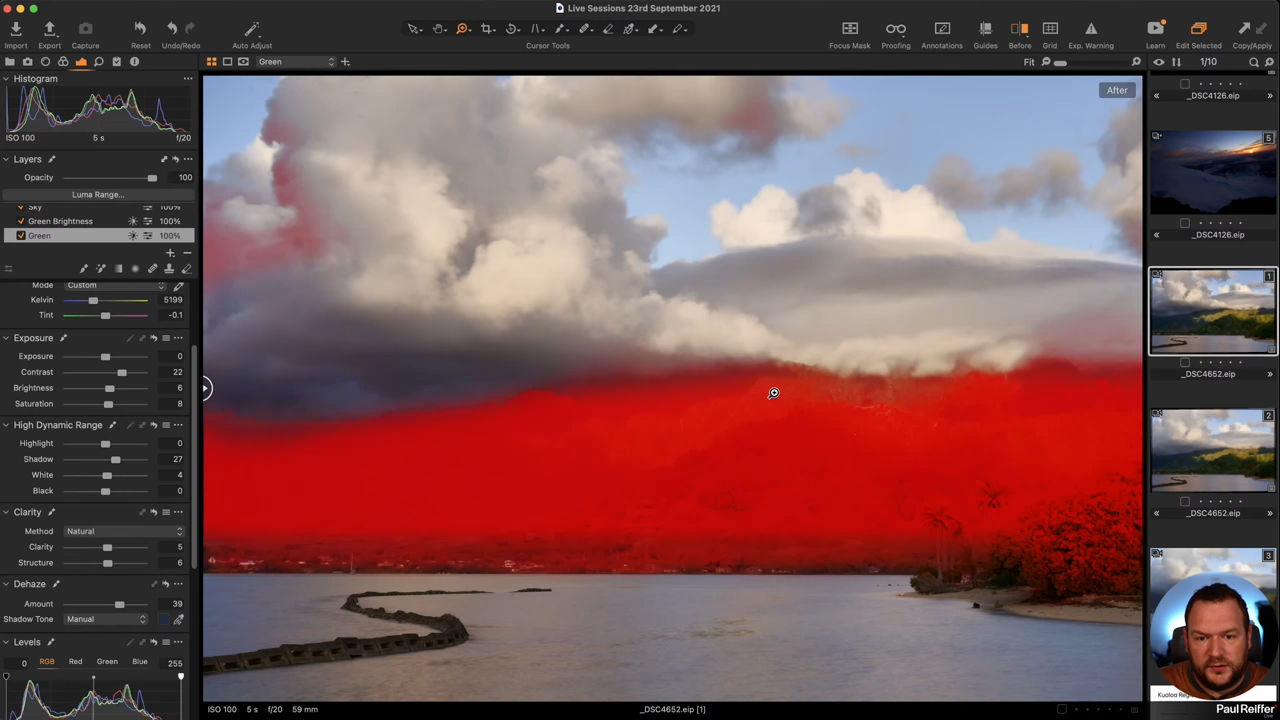 Live Sessions 23rd September 2021
Import
Export
Capture
Reset
Undo/Redo
Auto Adjust
Cursor Tools
Focus Mask
Proofing
Annotations
Guides
Before
Grid
Exp. Warning
Learn
Edit Selected
Copy/Apply
Green
Fit
1/10
Histogram
ISO 100 5 s f/20
Layers
Opacity 100
Luma Range...
Sky 100%
Green Brightness 100%
Green 100%
Mode Custom
Kelvin 5199
Tint -0.1
Exposure
Exposure 0
Contrast 22
Brightness 6
Saturation 8
High Dynamic Range
Highlight 0
Shadow 27
White 4
Black 0
Clarity
Method Natural
Clarity 5
Structure 6
Dehaze
Amount 39
Shadow Tone Manual
Levels
0 RGB Red Green Blue 255
After
ISO 100 5 s f/20 59 mm
_DSC4652.eip [1]
_DSC4126.eip
5
_DSC4126.eip
1
_DSC4652.eip
2
_DSC4652.eip
3
Paul Reiffer
Live